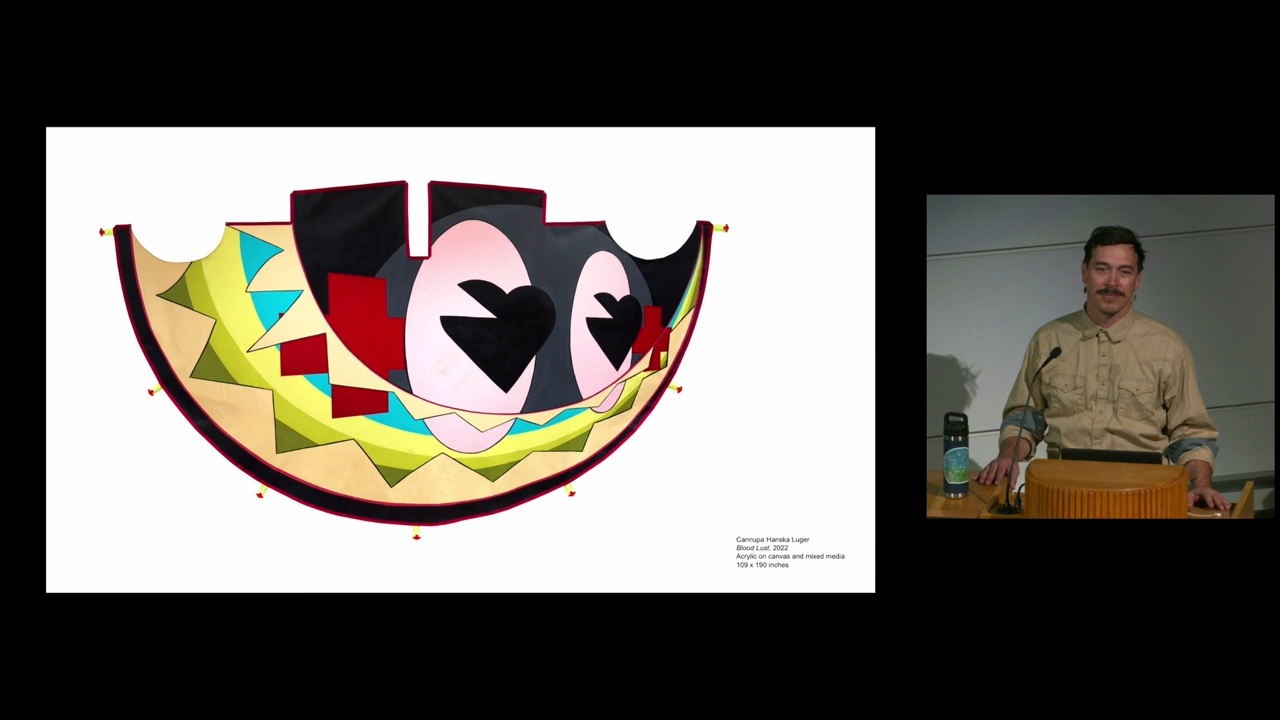 Cannupa Hanska Luger
Blood Lust, 2022
Acrylic on canvas and mixed media
109 x 190 inches